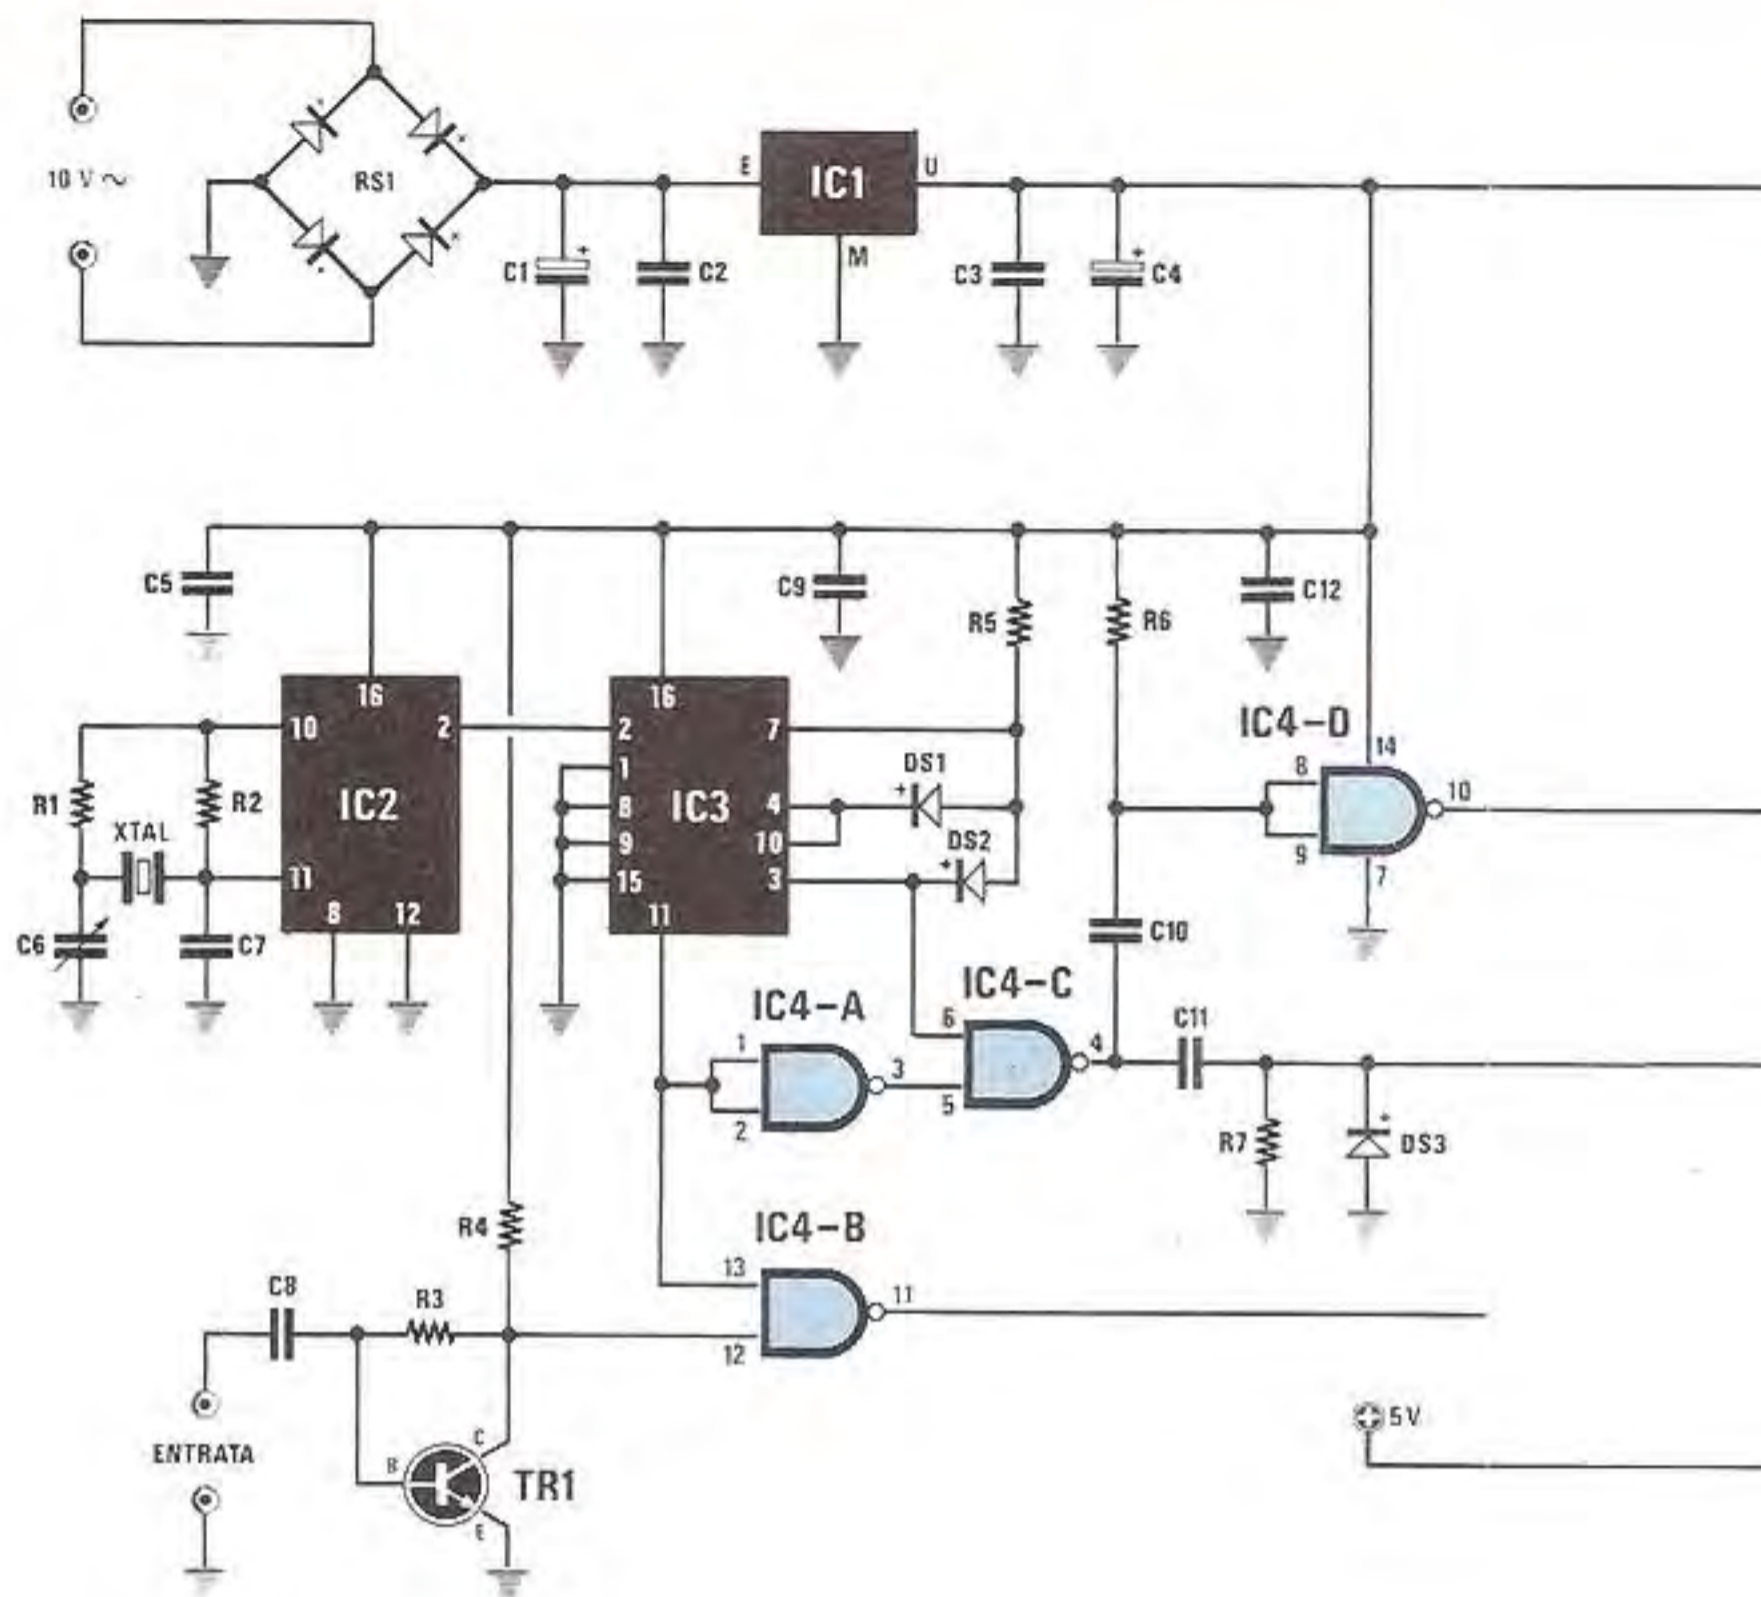 10 V ~
RS1
E
IC1
U
M
C1
+
C2
C3
+
C4
C5
C9
R5
R6
C12
16
10
2
IC2
11
8
12
R1
R2
XTAL
C6
C7
16
2
7
1
8
4
IC3
9
10
15
3
11
DS1
+
DS2
+
IC4-D
14
8
10
9
7
C10
IC4-A
1
3
2
IC4-C
6
4
5
C11
R7
+
DS3
R4
IC4-B
13
11
12
C8
R3
ENTRATA
B
C
E
TR1
5 V